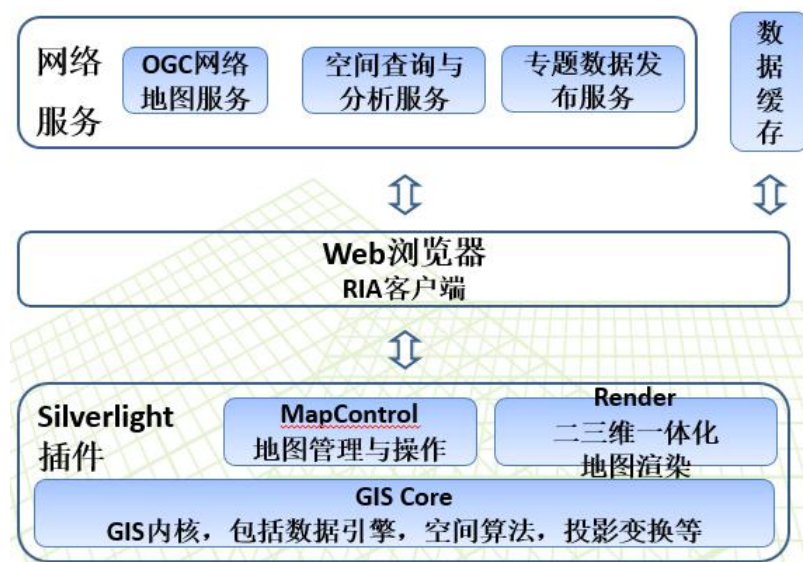 网络
服务
OGC网络
地图服务
空间查询与
分析服务
专题数据发
布服务
数
据
缓
存
Web浏览器
RIA客户端
Silverlight
插件
MapControl
地图管理与操作
Render
二三维一体化
地图渲染
GIS Core
GIS内核，包括数据引擎，空间算法，投影变换等